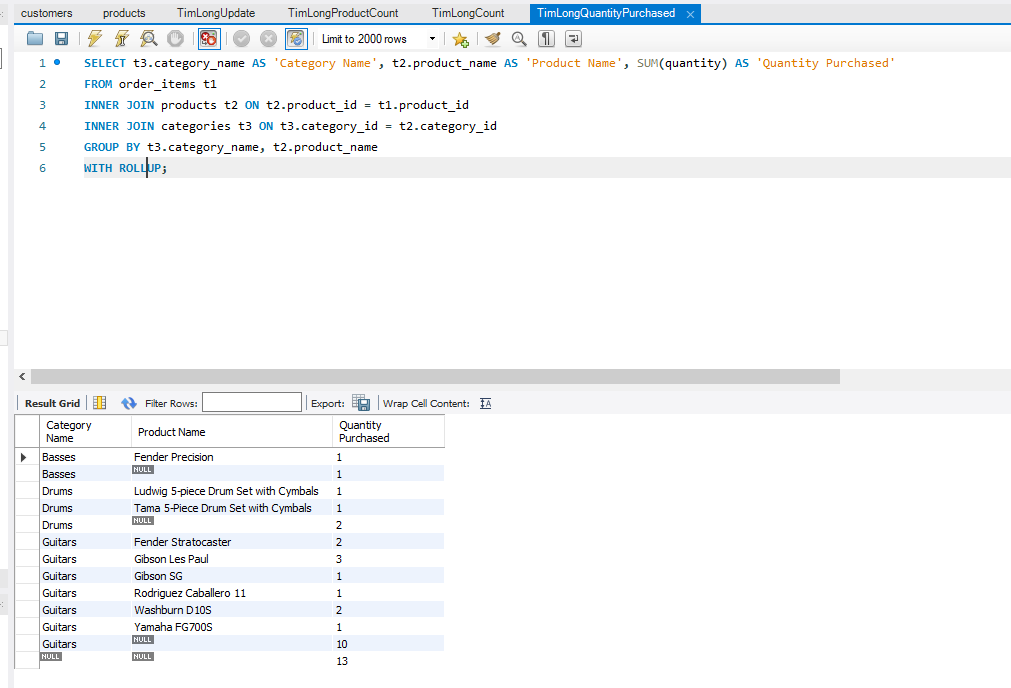 customers products TimLongUpdate TimLongProductCount TimLongCount TimLongQuantityPurchased ×
Limit to 2000 rows
1 SELECT t3.category_name AS 'Category Name', t2.product_name AS 'Product Name', SUM(quantity) AS 'Quantity Purchased'
2 FROM order_items t1
3 INNER JOIN products t2 ON t2.product_id = t1.product_id
4 INNER JOIN categories t3 ON t3.category_id = t2.category_id
5 GROUP BY t3.category_name, t2.product_name
6 WITH ROLLUP;
Result Grid Filter Rows: Export: Wrap Cell Content: IA
Category Name Product Name Quantity Purchased
Basses Fender Precision 1
Basses NULL 1
Drums Ludwig 5-piece Drum Set with Cymbals 1
Drums Tama 5-Piece Drum Set with Cymbals 1
Drums NULL 2
Guitars Fender Stratocaster 2
Guitars Gibson Les Paul 3
Guitars Gibson SG 1
Guitars Rodriguez Caballero 11 1
Guitars Washburn D10S 2
Guitars Yamaha FG700S 1
Guitars NULL 10
NULL NULL 13